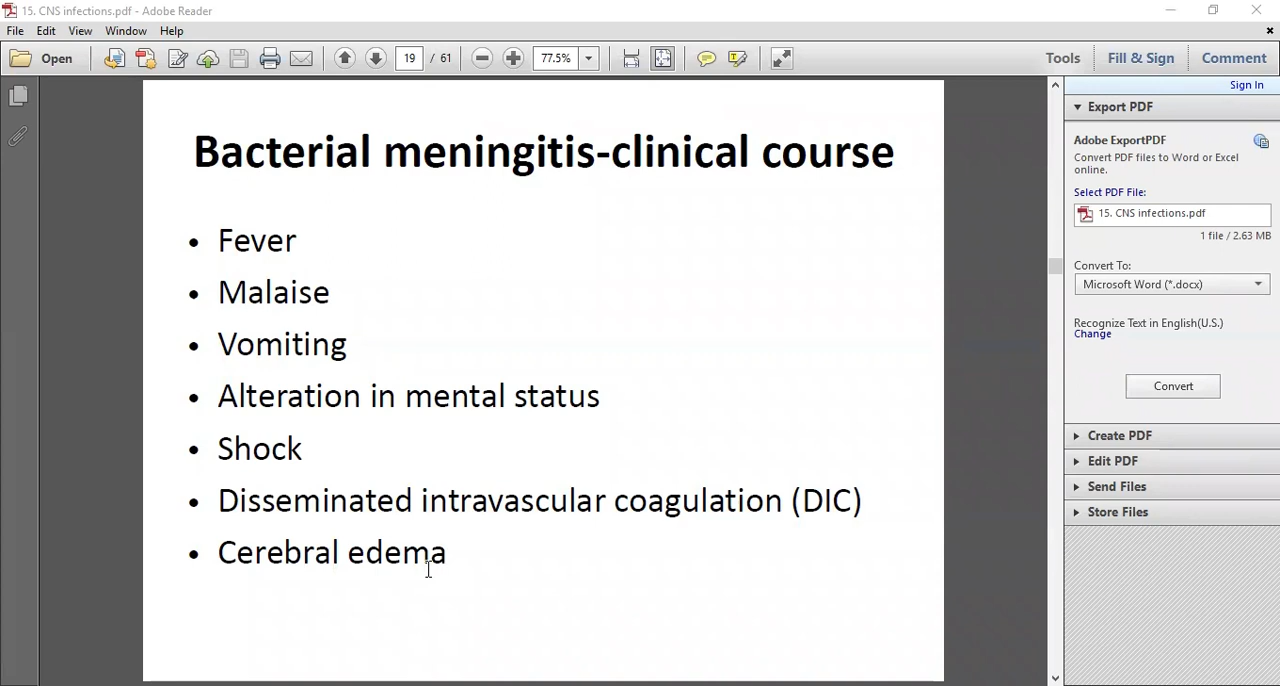 15. CNS infections.pdf - Adobe Reader
File Edit View Window Help
Open 19 / 61 77.5% Tools Fill & Sign Comment
Sign In
Bacterial meningitis-clinical course
• Fever
• Malaise
• Vomiting
• Alteration in mental status
• Shock
• Disseminated intravascular coagulation (DIC)
• Cerebral edema
Export PDF
Adobe ExportPDF
Convert PDF files to Word or Excel
online.
Select PDF File:
15. CNS infections.pdf
1 file / 2.63 MB
Convert To:
Microsoft Word (*.docx)
Recognize Text in English(U.S.)
Change
Convert
Create PDF
Edit PDF
Send Files
Store Files